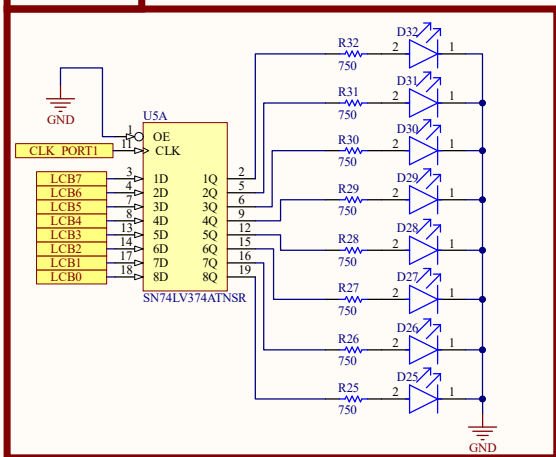 D32
R32
2 1
750
D31
R31
2 1
750
GND
U5A
D30
1 OE
R30
2 1
CLK PORT1 11 CLK
750
D29
LCB7 3 1D 1Q 2
R29
LCB6 4 2D 2Q 5
2 1
LCB5 7 3D 3Q 6
750
LCB4 8 4D 4Q 9
D28
LCB3 13 5D 5Q 12
R28
2 1
LCB2 14 6D 6Q 15
750
LCB1 17 7D 7Q 16
LCB0 18 8D 8Q 19
D27
R27
2 1
SN74LV374ATNSR
750
D26
R26
2 1
750
D25
R25
2 1
750
GND